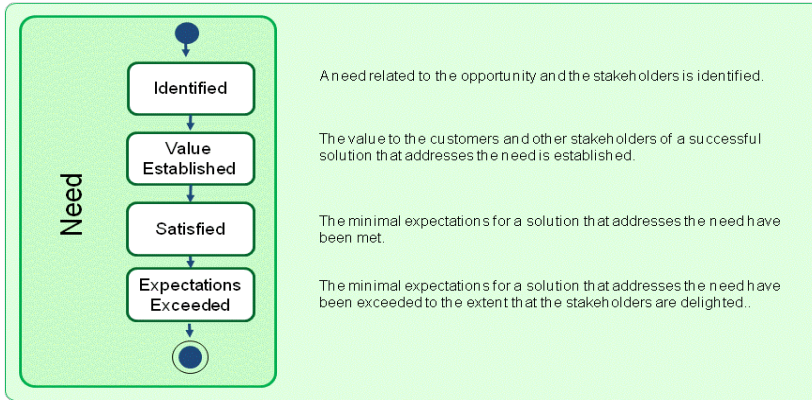 Need
Identified
A need related to the opportunity and the stakeholders is identified.
Value
Established
The value to the customers and other stakeholders of a successful
solution that addresses the need is established.
Satisfied
The minimal expectations for a solution that addresses the need have
been met.
Expectations
Exceeded
The minimal expectations for a solution that addresses the need have
been exceeded to the extent that the stakeholders are delighted..